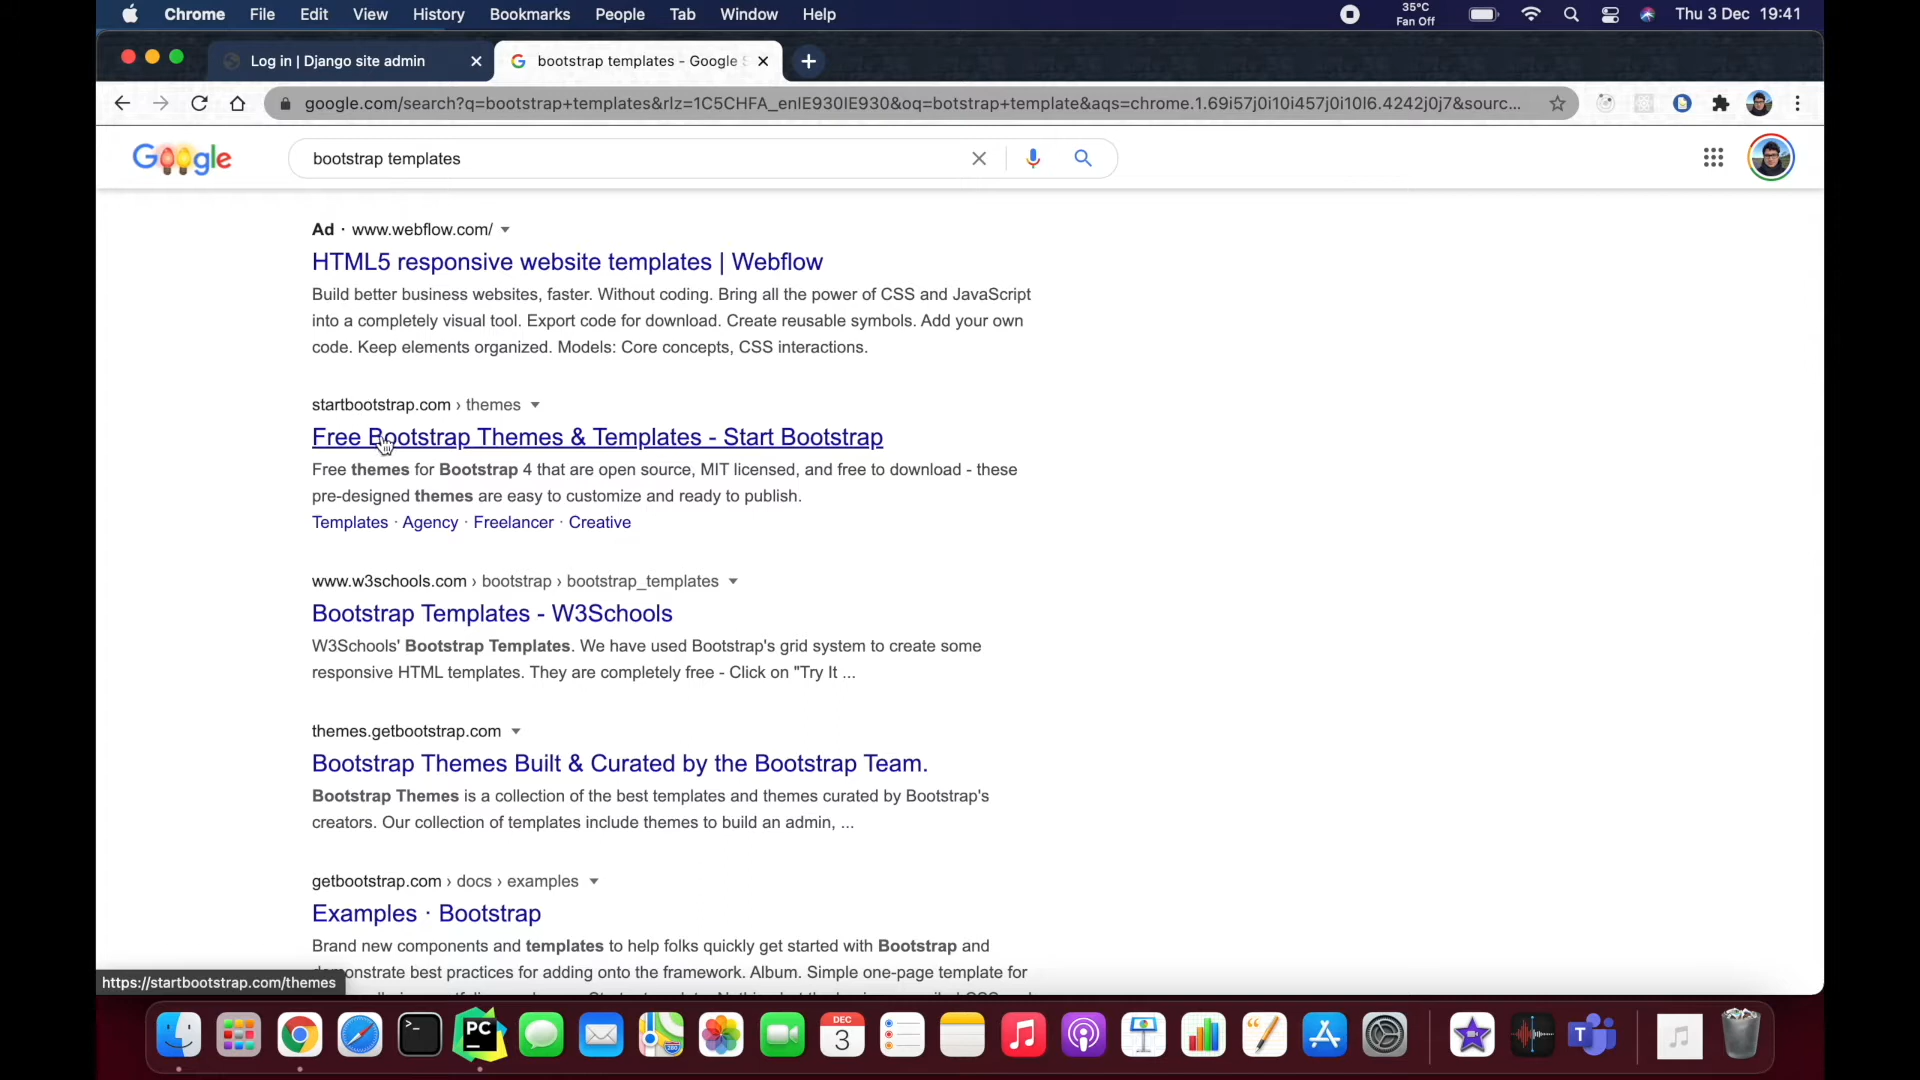 Chrome File Edit View History Bookmarks People Tab Window Help 35°C Fan Off Thu 3 Dec 19:41
Log in | Django site admin bootstrap templates - Google S
google.com/search?q=bootstrap+templates&rlz=1C5CHFA_enIE930IE930&oq=botstrap+template&aqs=chrome.1.69i57j0i10i457j0i10l6.4242j0j7&sourc...
Google bootstrap templates
Ad · www.webflow.com/
HTML5 responsive website templates | Webflow
Build better business websites, faster. Without coding. Bring all the power of CSS and JavaScript
into a completely visual tool. Export code for download. Create reusable symbols. Add your own
code. Keep elements organized. Models: Core concepts, CSS interactions.
startbootstrap.com › themes
Free Bootstrap Themes & Templates - Start Bootstrap
Free themes for Bootstrap 4 that are open source, MIT licensed, and free to download - these
pre-designed themes are easy to customize and ready to publish.
Templates · Agency · Freelancer · Creative
www.w3schools.com › bootstrap › bootstrap_templates
Bootstrap Templates - W3Schools
W3Schools' Bootstrap Templates. We have used Bootstrap's grid system to create some
responsive HTML templates. They are completely free - Click on "Try It ...
themes.getbootstrap.com
Bootstrap Themes Built & Curated by the Bootstrap Team.
Bootstrap Themes is a collection of the best templates and themes curated by Bootstrap's
creators. Our collection of templates include themes to build an admin, ...
getbootstrap.com › docs › examples
Examples · Bootstrap
Brand new components and templates to help folks quickly get started with Bootstrap and
demonstrate best practices for adding onto the framework. Album. Simple one-page template for
https://startbootstrap.com/themes
PC
DEC
3